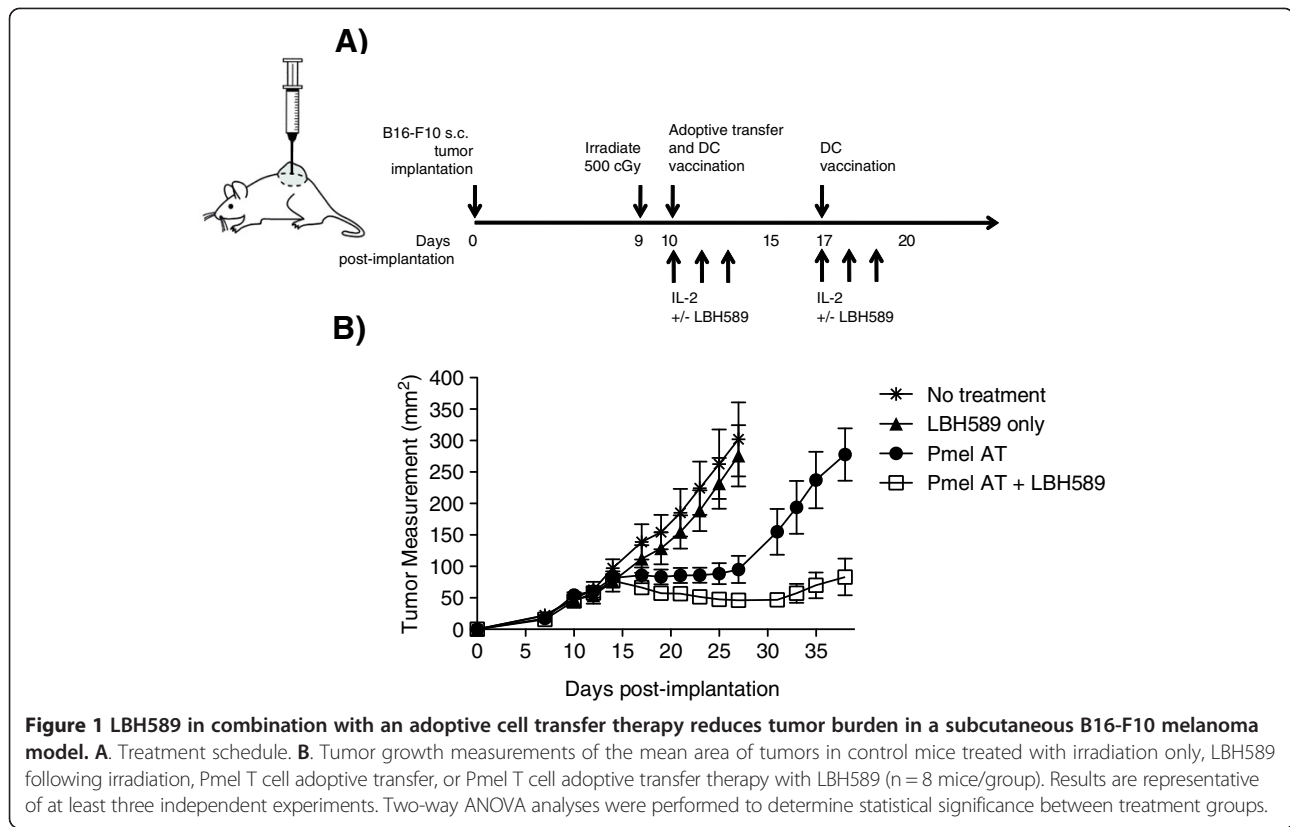 A)
B16-F10 s.c.
tumor
implantation
Irradiate
500 cGy
Adoptive transfer
and DC
vaccination
DC
vaccination
Days
post-implantation
0 9 10 15 17 20
IL-2
+/- LBH589
IL-2
+/- LBH589
B)
Tumor Measurement (mm²)
400
350
300
250
200
150
100
50
0
0 5 10 15 20 25 30 35
Days post-implantation
No treatment
LBH589 only
Pmel AT
Pmel AT + LBH589
Figure 1 LBH589 in combination with an adoptive cell transfer therapy reduces tumor burden in a subcutaneous B16-F10 melanoma
model. A. Treatment schedule. B. Tumor growth measurements of the mean area of tumors in control mice treated with irradiation only, LBH589
following irradiation, Pmel T cell adoptive transfer, or Pmel T cell adoptive transfer therapy with LBH589 (n = 8 mice/group). Results are representative
of at least three independent experiments. Two-way ANOVA analyses were performed to determine statistical significance between treatment groups.